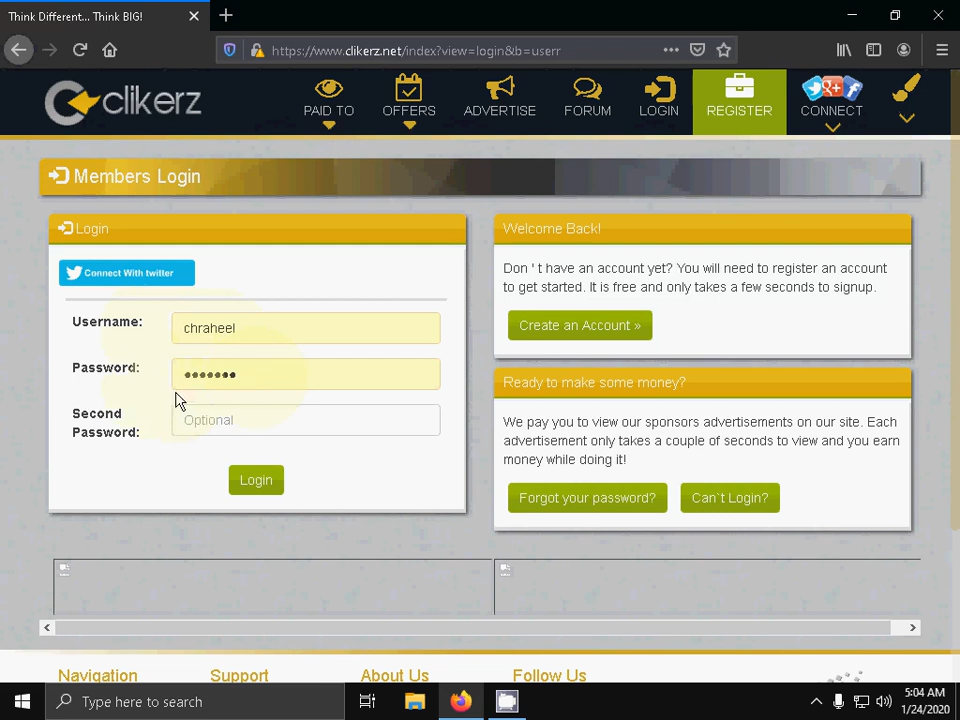 Think Different... Think BIG!
https://www.clikerz.net/index?view=login&b=userr
clikerz
PAID TO
OFFERS
ADVERTISE
FORUM
LOGIN
REGISTER
CONNECT
Members Login
Login
Connect With twitter
Username:
chraheel
Password:
Second Password:
Optional
Login
Welcome Back!
Don ' t have an account yet? You will need to register an account
to get started. It is free and only takes a few seconds to signup.
Create an Account »
Ready to make some money?
We pay you to view our sponsors advertisements on our site. Each
advertisement only takes a couple of seconds to view and you earn
money while doing it!
Forgot your password?
Can`t Login?
Navigation
Support
About Us
Follow Us
Type here to search
5:04 AM
1/24/2020